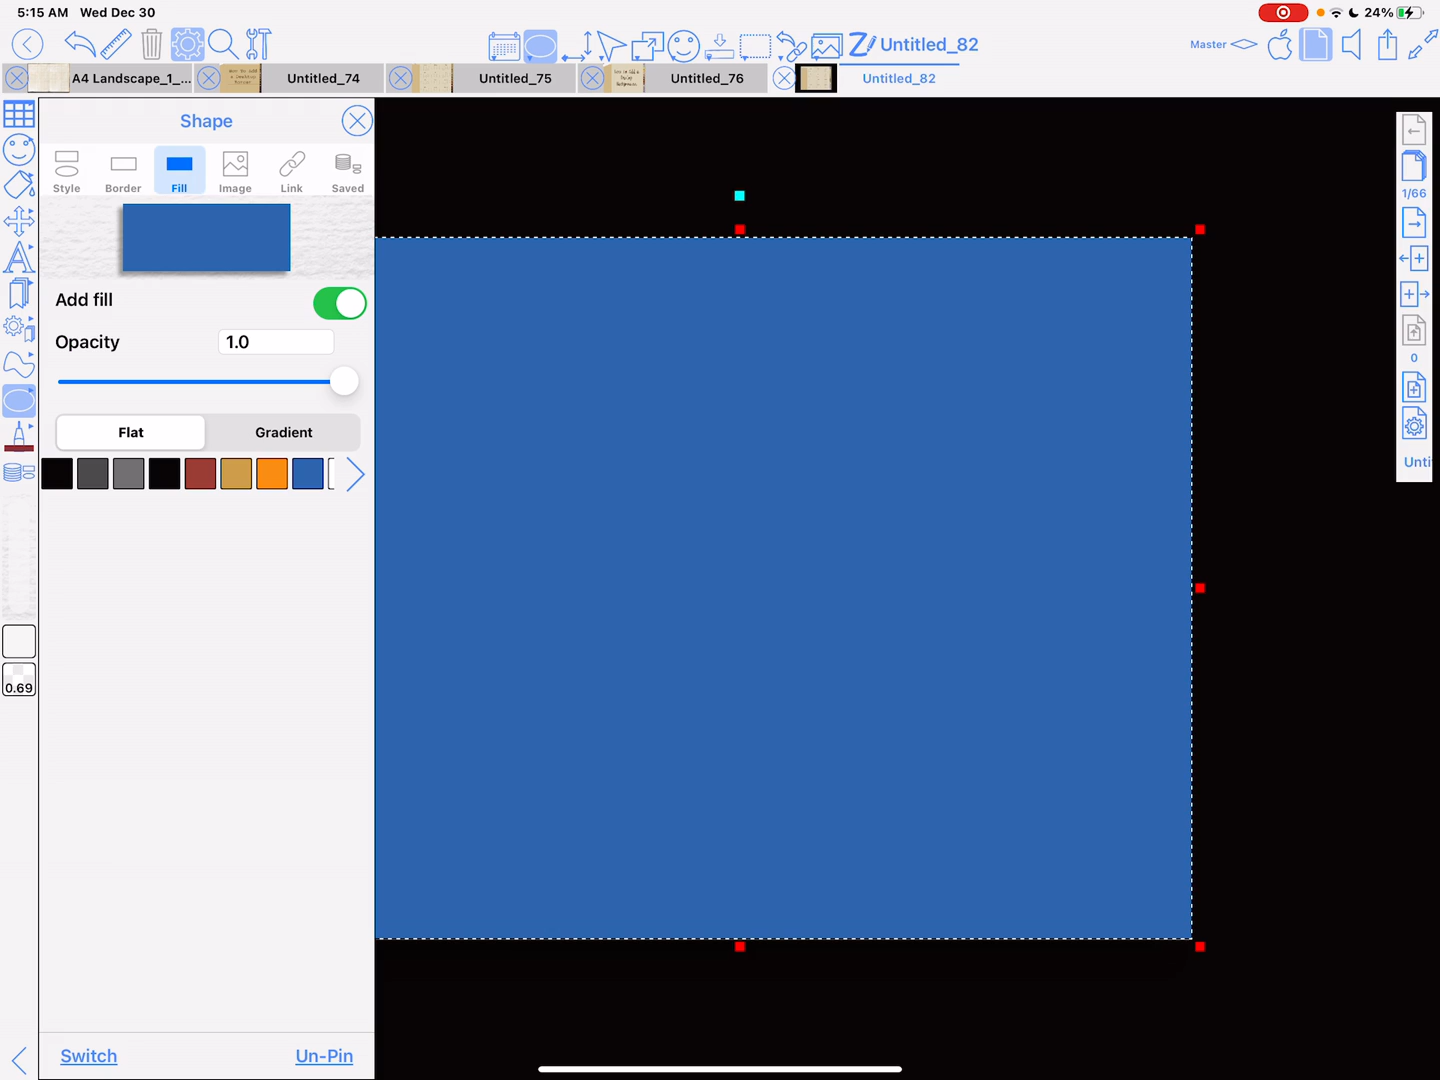 5:15 AM Wed Dec 30
24%
Untitled_82
Master
A4 Landscape_1_...
Untitled_74
Untitled_75
Untitled_76
Untitled_82
Shape
Style
Border
Fill
Image
Link
Saved
Add fill
Opacity
1.0
Flat
Gradient
0.69
Switch
Un-Pin
1/66
0
Unti